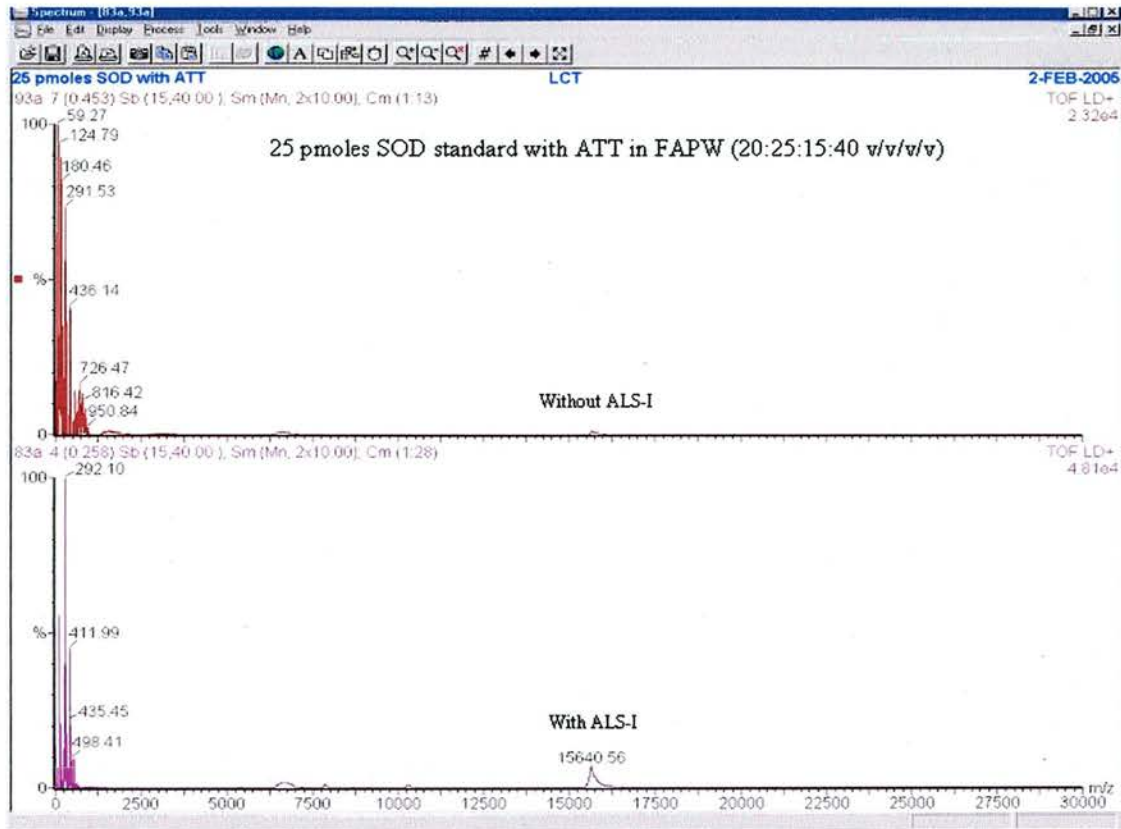 Spectrum - [83a,93a]
File Edit Display Process Tools Window Help
25 pmoles SOD with ATT LCT 2-FEB-2005
93a 7 (0.453) Sb (15,40.00 ); Sm (Mn, 2x10.00); Cm (1:13) TOF LD+
2.32e4
100
59.27
124.79
180.46
291.53
25 pmoles SOD standard with ATT in FAPW (20:25:15:40 v/v/v/v)
%
436.14
726.47
816.42
950.84
Without ALS-I
0
83a 4 (0.258) Sb (15,40.00 ); Sm (Mn, 2x10.00); Cm (1:28) TOF LD+
4.81e4
100
292.10
%
411.99
435.45
498.41
With ALS-I
15640.56
0
0 2500 5000 7500 10000 12500 15000 17500 20000 22500 25000 27500 30000 m/z